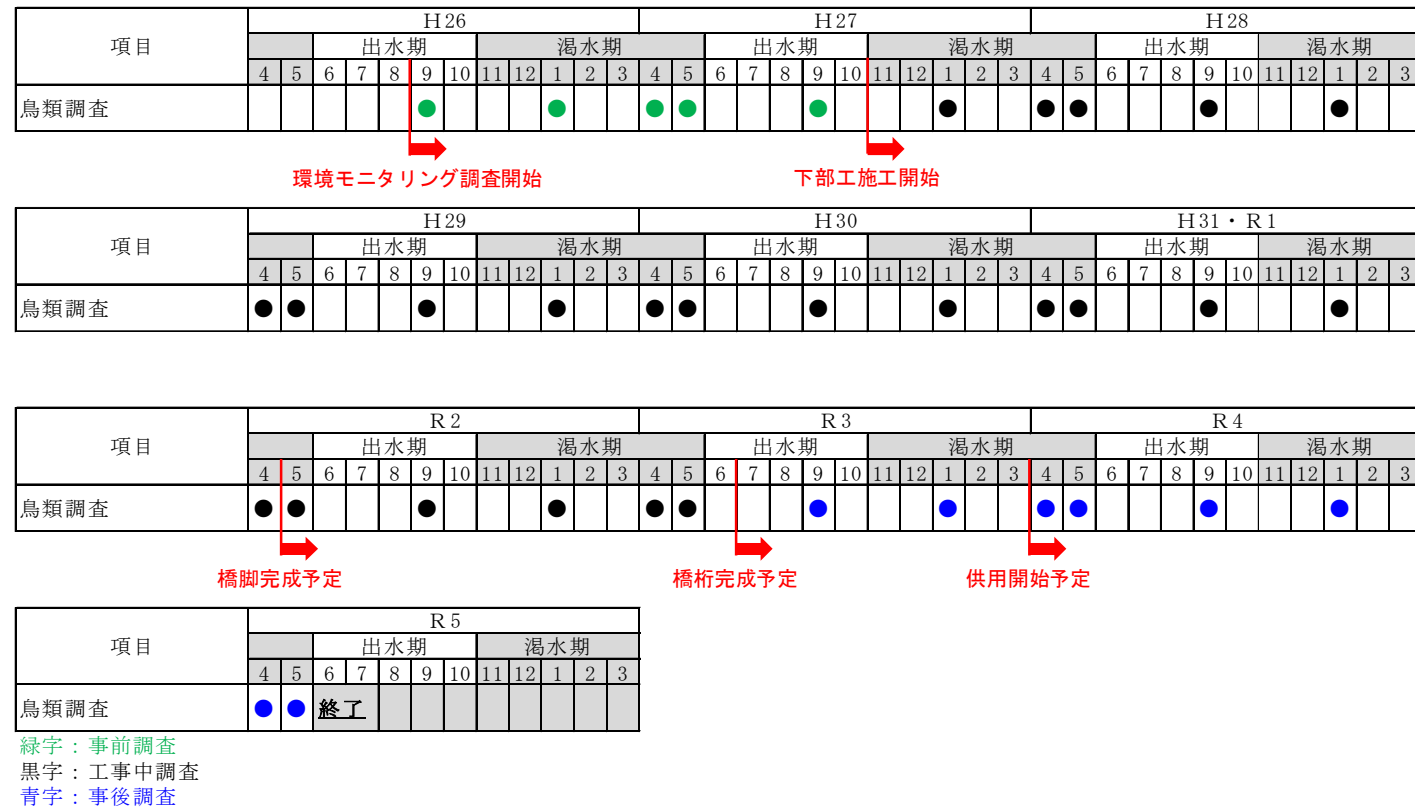 項目 H26 H27 H28
出水期 渇水期 出水期 渇水期 出水期 渇水期
4 5 6 7 8 9 10 11 12 1 2 3 4 5 6 7 8 9 10 11 12 1 2 3 4 5 6 7 8 9 10 11 12 1 2 3
鳥類調査 ● ● ● ● ● ● ● ● ● ●
環境モニタリング調査開始 下部工施工開始
項目 H29 H30 H31・R1
出水期 渇水期 出水期 渇水期 出水期 渇水期
4 5 6 7 8 9 10 11 12 1 2 3 4 5 6 7 8 9 10 11 12 1 2 3 4 5 6 7 8 9 10 11 12 1 2 3
鳥類調査 ● ● ● ● ● ● ● ● ● ● ● ●
項目 R2 R3 R4
出水期 渇水期 出水期 渇水期 出水期 渇水期
4 5 6 7 8 9 10 11 12 1 2 3 4 5 6 7 8 9 10 11 12 1 2 3 4 5 6 7 8 9 10 11 12 1 2 3
鳥類調査 ● ● ● ● ● ● ● ● ● ● ● ●
橋脚完成予定 橋桁完成予定 供用開始予定
項目 R5
出水期 渇水期
4 5 6 7 8 9 10 11 12 1 2 3
鳥類調査 ● ● 終了
緑字：事前調査
黒字：工事中調査
青字：事後調査